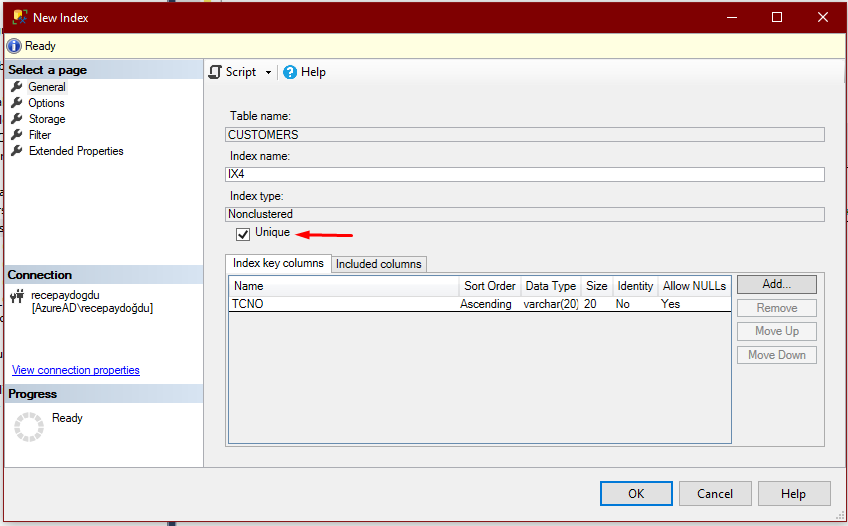 New Index
Ready
Select a page
General
Options
Storage
Filter
Extended Properties
Connection
recepaydogdu
[AzureAD\recepaydoğdu]
View connection properties
Progress
Ready
Script Help
Table name:
CUSTOMERS
Index name:
IX4
Index type:
Nonclustered
Unique
Index key columns Included columns
Name Sort Order Data Type Size Identity Allow NULLs
TCNO Ascending varchar(20) 20 No Yes
Add...
Remove
Move Up
Move Down
OK Cancel Help